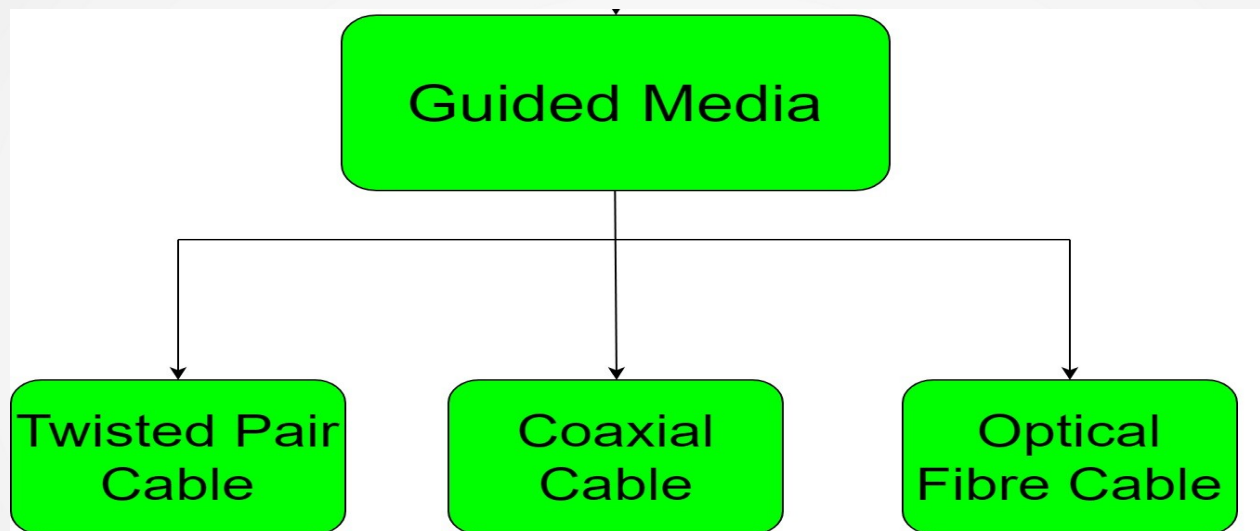 Guided Media
Twisted Pair
Cable
Coaxial
Cable
Optical
Fibre Cable